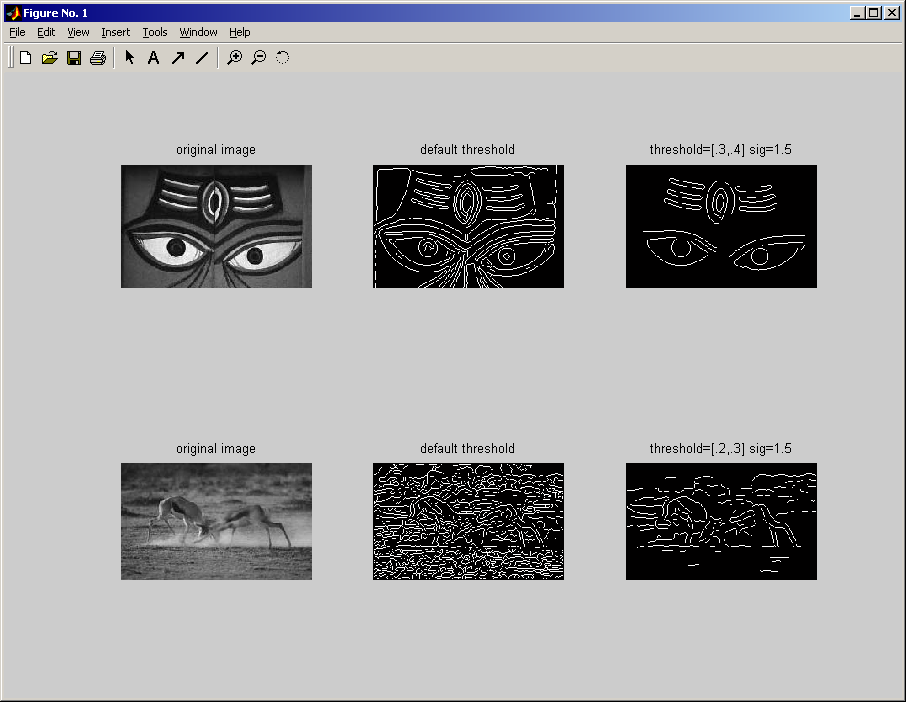 Figure No. 1
File Edit View Insert Tools Window Help
A
original image
default threshold
threshold=[.3,.4] sig=1.5
original image
default threshold
threshold=[.2,.3] sig=1.5